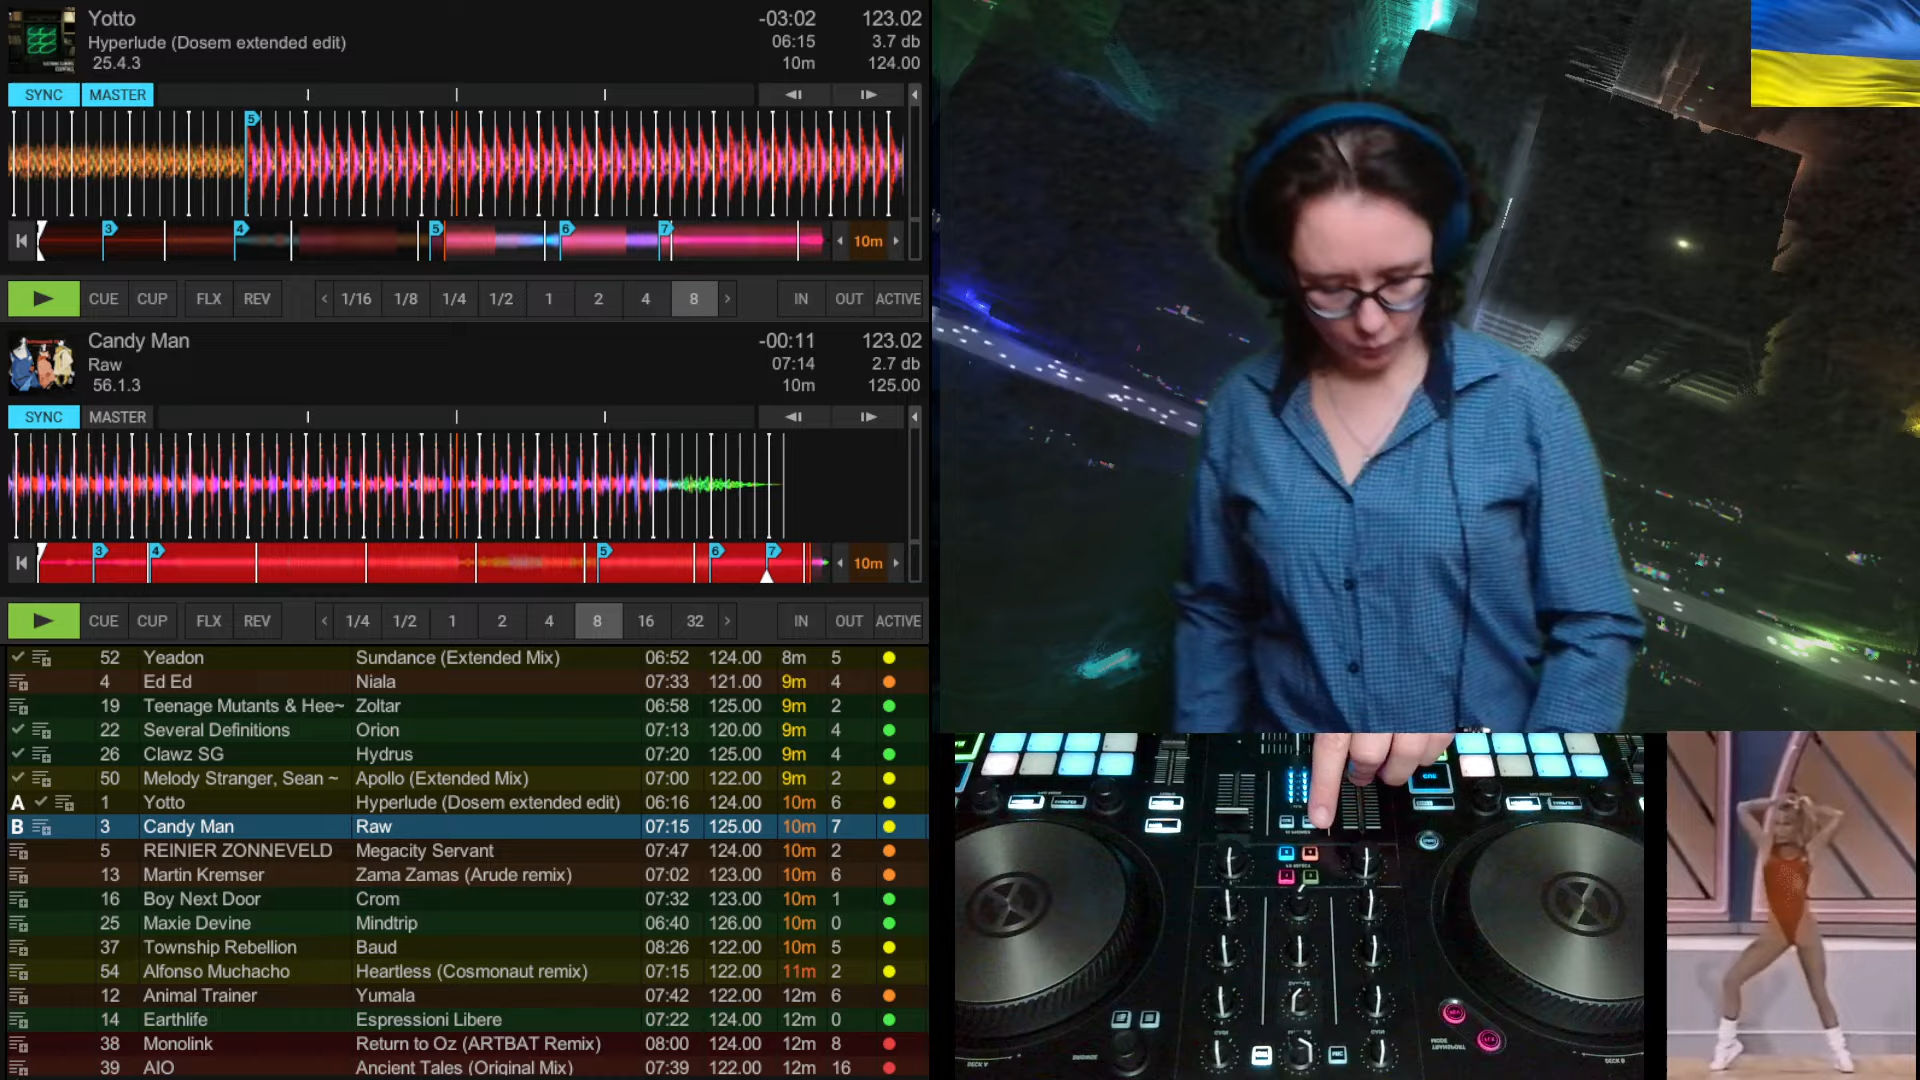 Yotto
-03:02 123.02
Hyperlude (Dosem extended edit)
06:15 3.7 db
25.4.3
10m 124.00
SYNC MASTER
5
3 4 5 6 7
10m
CUE CUP FLX REV 1/16 1/8 1/4 1/2 1 2 4 8 IN OUT ACTIVE
Candy Man
-00:11 123.02
Raw
07:14 2.7 db
56.1.3
10m 125.00
SYNC MASTER
3 4 5 6 7
10m
CUE CUP FLX REV 1/4 1/2 1 2 4 8 16 32 IN OUT ACTIVE
52 Yeadon Sundance (Extended Mix) 06:52 124.00 8m 5
4 Ed Ed Niala 07:33 121.00 9m 4
19 Teenage Mutants & Hee~ Zoltar 06:58 125.00 9m 2
22 Several Definitions Orion 07:13 120.00 9m 4
26 Clawz SG Hydrus 07:20 125.00 9m 4
50 Melody Stranger, Sean ~ Apollo (Extended Mix) 07:00 122.00 9m 2
A 1 Yotto Hyperlude (Dosem extended edit) 06:16 124.00 10m 6
B 3 Candy Man Raw 07:15 125.00 10m 7
5 REINIER ZONNEVELD Megacity Servant 07:47 124.00 10m 2
13 Martin Kremser Zama Zamas (Arude remix) 07:02 123.00 10m 6
16 Boy Next Door Crom 07:32 123.00 10m 1
25 Maxie Devine Mindtrip 06:40 126.00 10m 0
37 Township Rebellion Baud 08:26 122.00 10m 5
54 Alfonso Muchacho Heartless (Cosmonaut remix) 07:15 122.00 11m 2
12 Animal Trainer Yumala 07:42 122.00 12m 6
14 Earthlife Espressioni Libere 07:22 124.00 12m 0
38 Monolink Return to Oz (ARTBAT Remix) 08:00 124.00 12m 8
39 AIO Ancient Tales (Original Mix) 07:39 122.00 12m 16